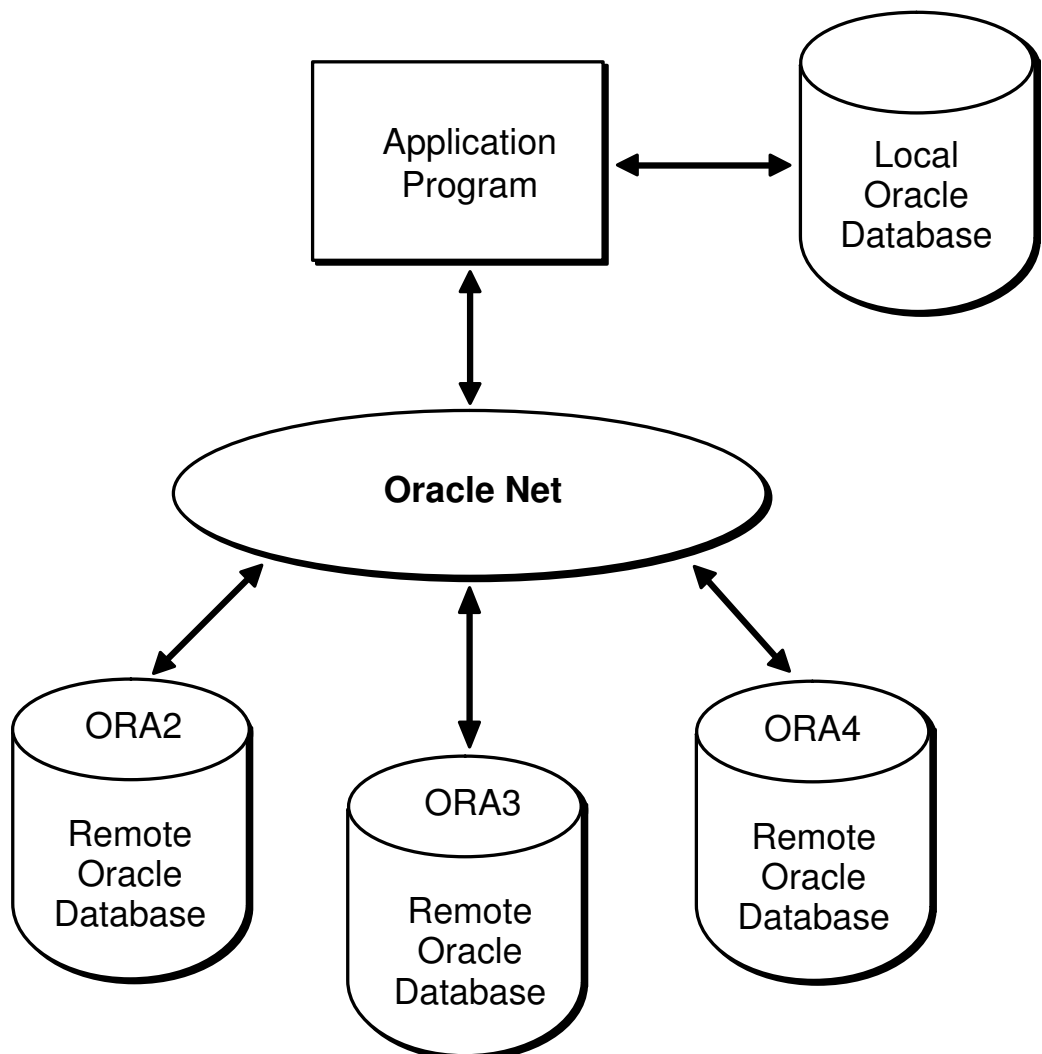 Application
Program
Local
Oracle
Database
Oracle Net
ORA2
Remote
Oracle
Database
ORA3
Remote
Oracle
Database
ORA4
Remote
Oracle
Database